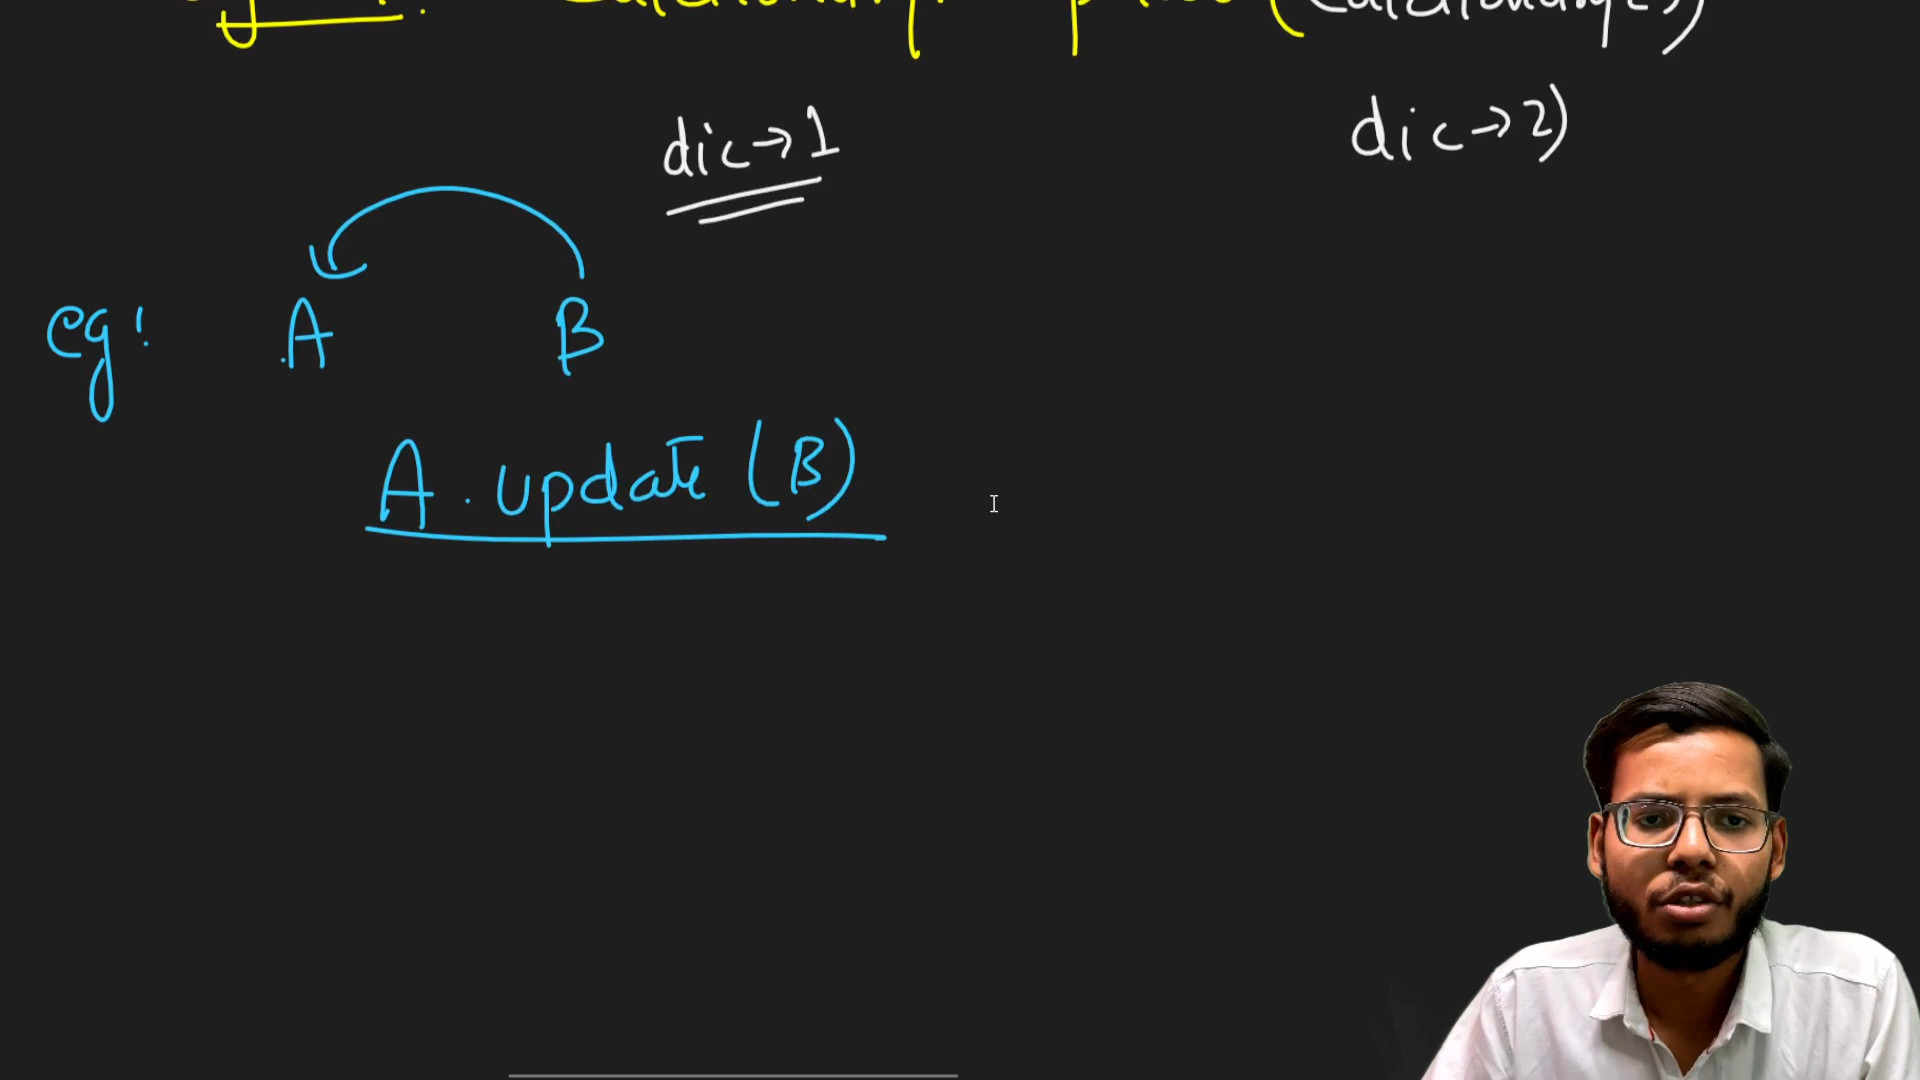 dic→1 dic→2)
eg: A B
A . update (B)